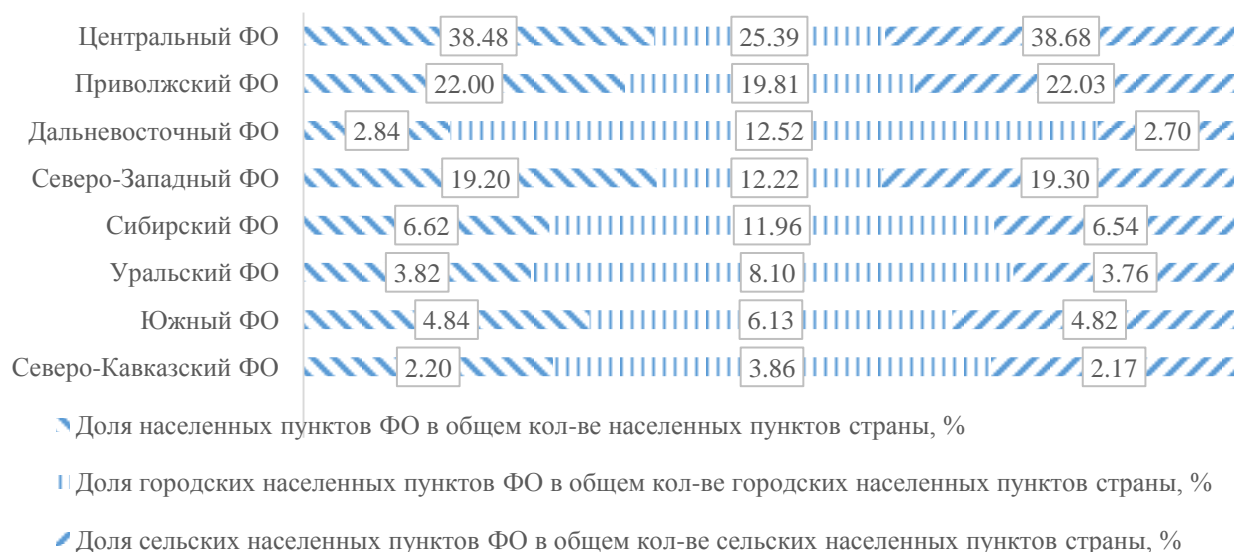 Центральный ФО 38.48 25.39 38.68
Приволжский ФО 22.00 19.81 22.03
Дальневосточный ФО 2.84 12.52 2.70
Северо-Западный ФО 19.20 12.22 19.30
Сибирский ФО 6.62 11.96 6.54
Уральский ФО 3.82 8.10 3.76
Южный ФО 4.84 6.13 4.82
Северо-Кавказский ФО 2.20 3.86 2.17
Доля населенных пунктов ФО в общем кол-ве населенных пунктов страны, %
Доля городских населенных пунктов ФО в общем кол-ве городских населенных пунктов страны, %
Доля сельских населенных пунктов ФО в общем кол-ве сельских населенных пунктов страны, %